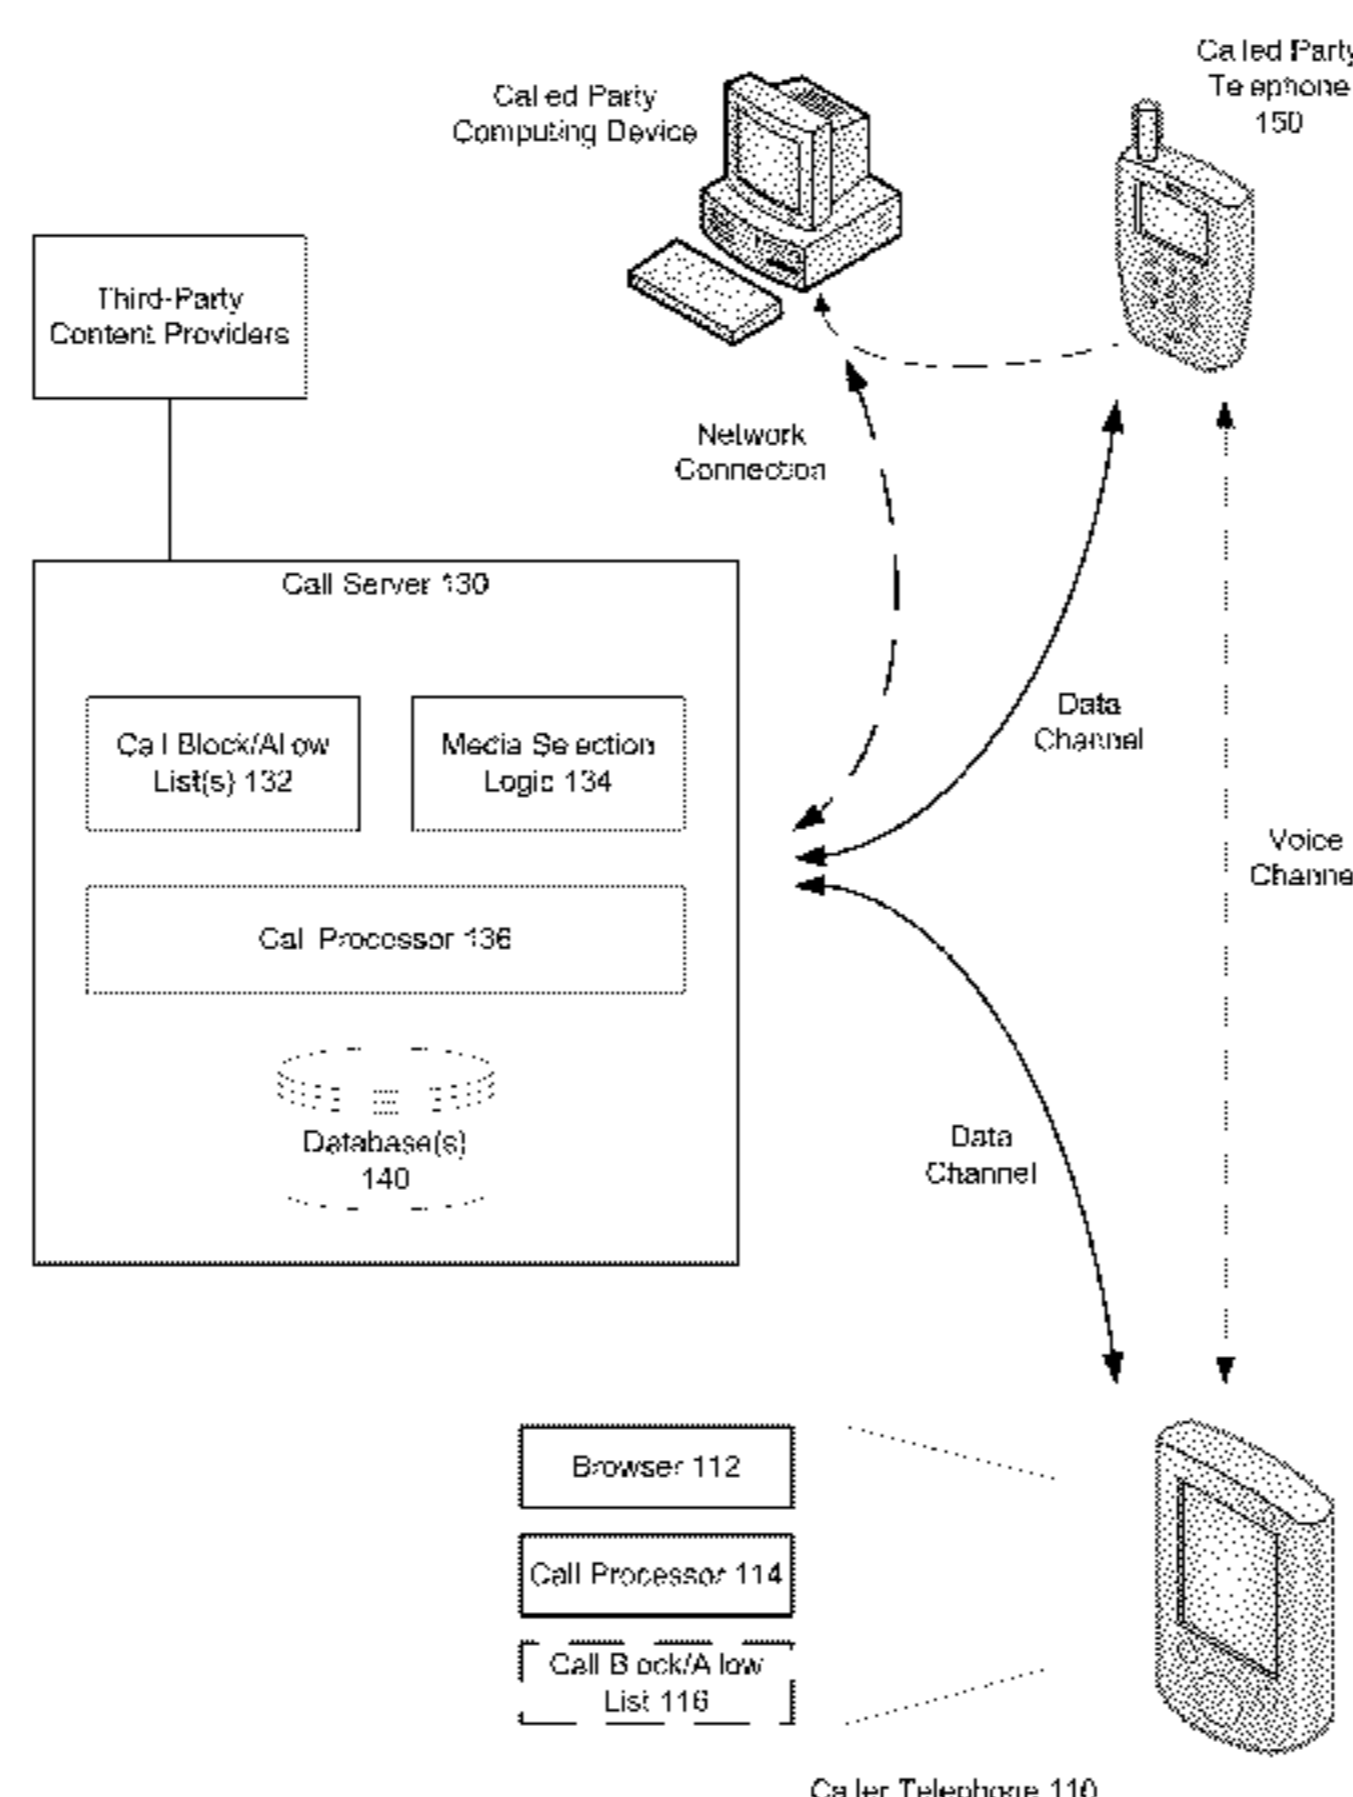 Called Party
Telephone
150
Called Party
Computing Device
Third-Party
Content Providers
Network
Connection
Call Server 130
Call Block/Allow
List(s) 132
Media Selection
Logic 134
Data
Channel
Voice
Channe
Call Processor 136
Database(s)
140
Data
Channel
Browser 112
Call Processor 114
Call Block/Allow
List 116
Caller Telephone 110